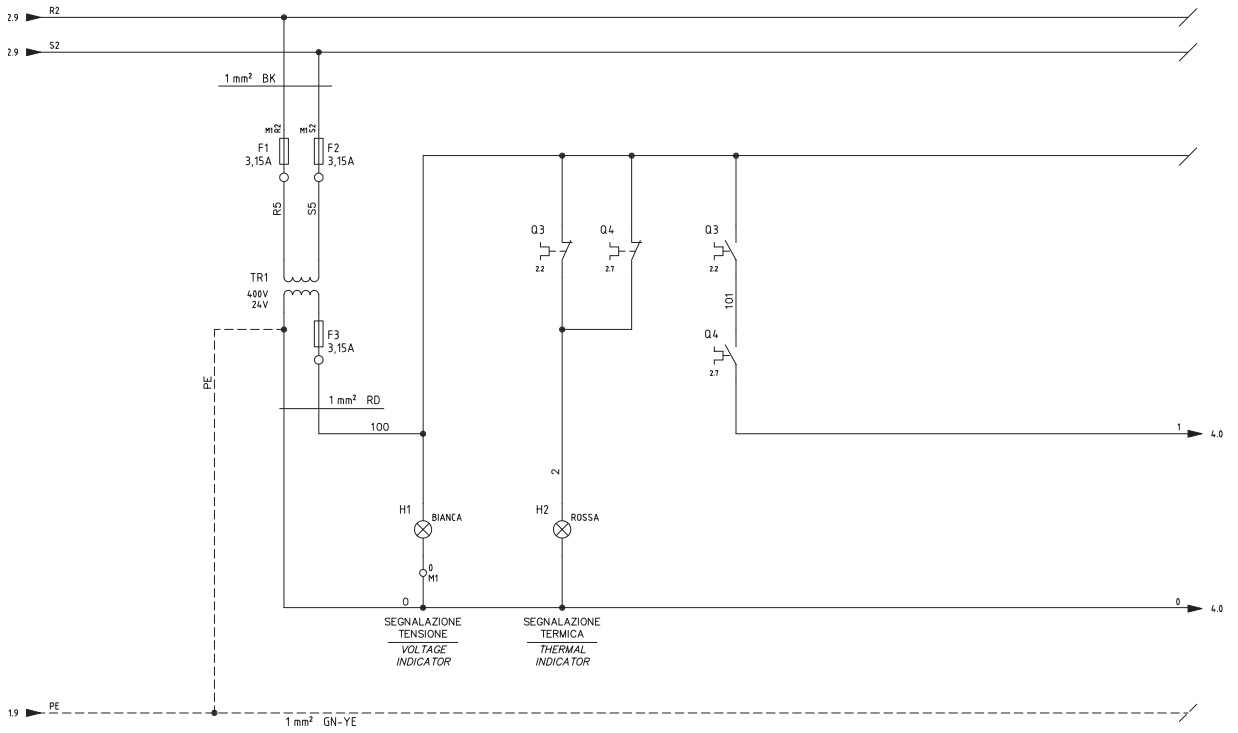 2.9 R2
2.9 S2
1 mm² BK
M1 R2
M1 S2
F1
3,15A
F2
3,15A
R5
S5
Q3
2.2
Q4
2.7
Q3
2.2
TR1
400V
24V
101
F3
3,15A
Q4
2.7
PE
1 mm² RD
100
1 4.0
2
H1
BIANCA
H2
ROSSA
0
M1
0
0 4.0
SEGNALAZIONE
TENSIONE
VOLTAGE
INDICATOR
SEGNALAZIONE
TERMICA
THERMAL
INDICATOR
1.9 PE
1 mm² GN-YE